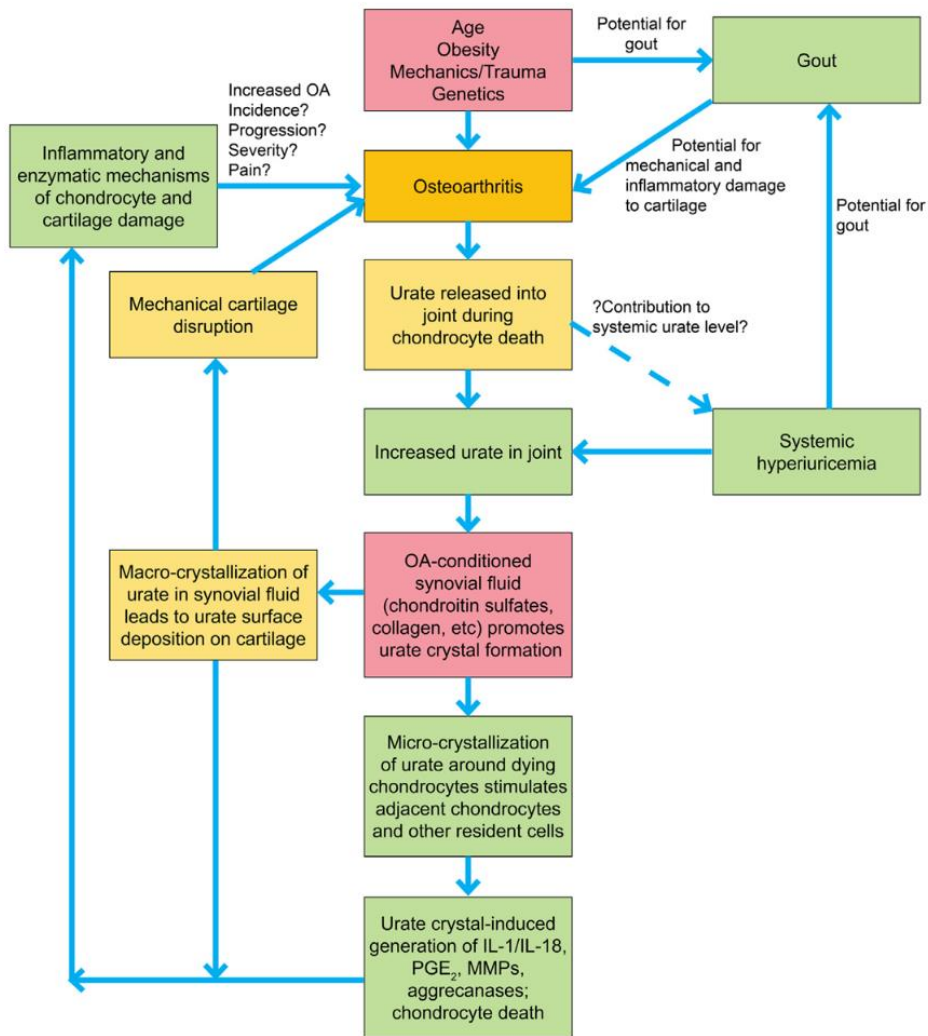 Age
Obesity
Mechanics/Trauma
Genetics
Potential for
gout
Gout
Increased OA
Incidence?
Progression?
Severity?
Pain?
Inflammatory and
enzymatic mechanisms
of chondrocyte and
cartilage damage
Osteoarthritis
Potential for
mechanical and
inflammatory damage
to cartilage
Potential for
gout
Mechanical cartilage
disruption
Urate released into
joint during
chondrocyte death
?Contribution to
systemic urate level?
Increased urate in joint
Systemic
hyperiuricemia
Macro-crystallization of
urate in synovial fluid
leads to urate surface
deposition on cartilage
OA-conditioned
synovial fluid
(chondroitin sulfates,
collagen, etc) promotes
urate crystal formation
Micro-crystallization
of urate around dying
chondrocytes stimulates
adjacent chondrocytes
and other resident cells
Urate crystal-induced
generation of IL-1/IL-18,
PGE₂, MMPs,
aggrecanases;
chondrocyte death